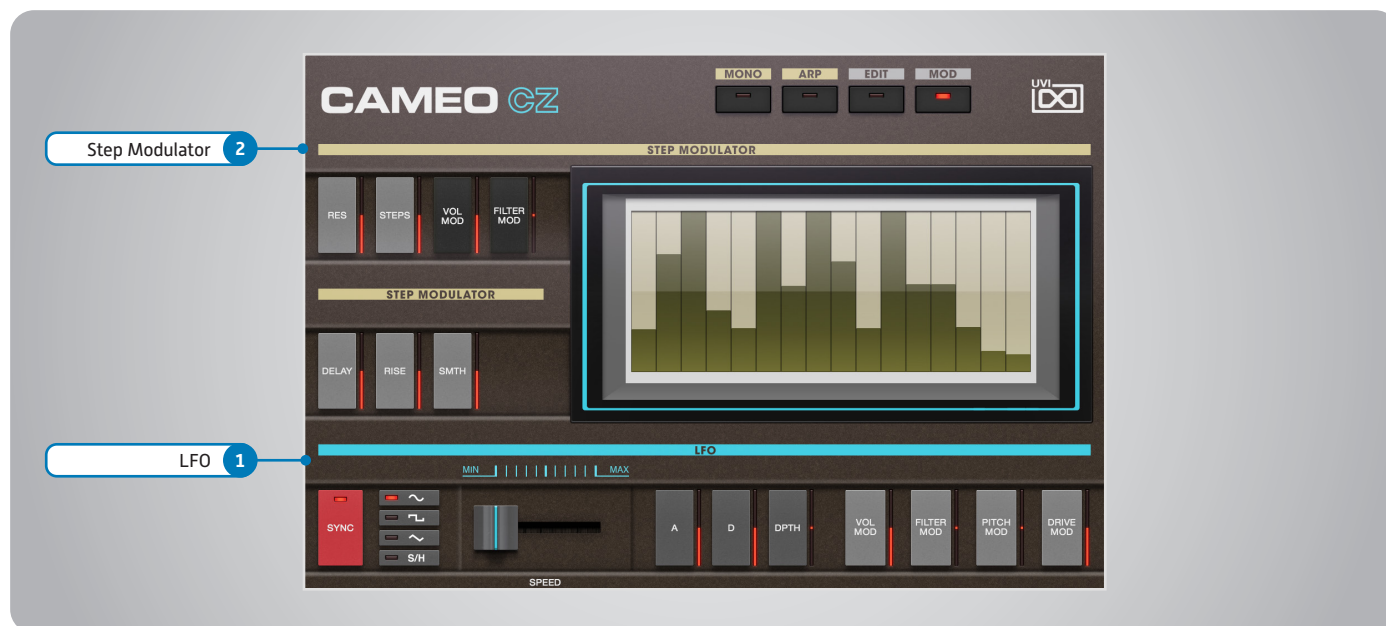 MONO ARP EDIT MOD
CAMEO CZ
UVI
Step Modulator 2
STEP MODULATOR
RES STEPS VOL MOD FILTER MOD
STEP MODULATOR
DELAY RISE SMTH
LFO 1
LFO
MIN MAX
SYNC
S/H
A D DPTH VOL MOD FILTER MOD PITCH MOD DRIVE MOD
SPEED